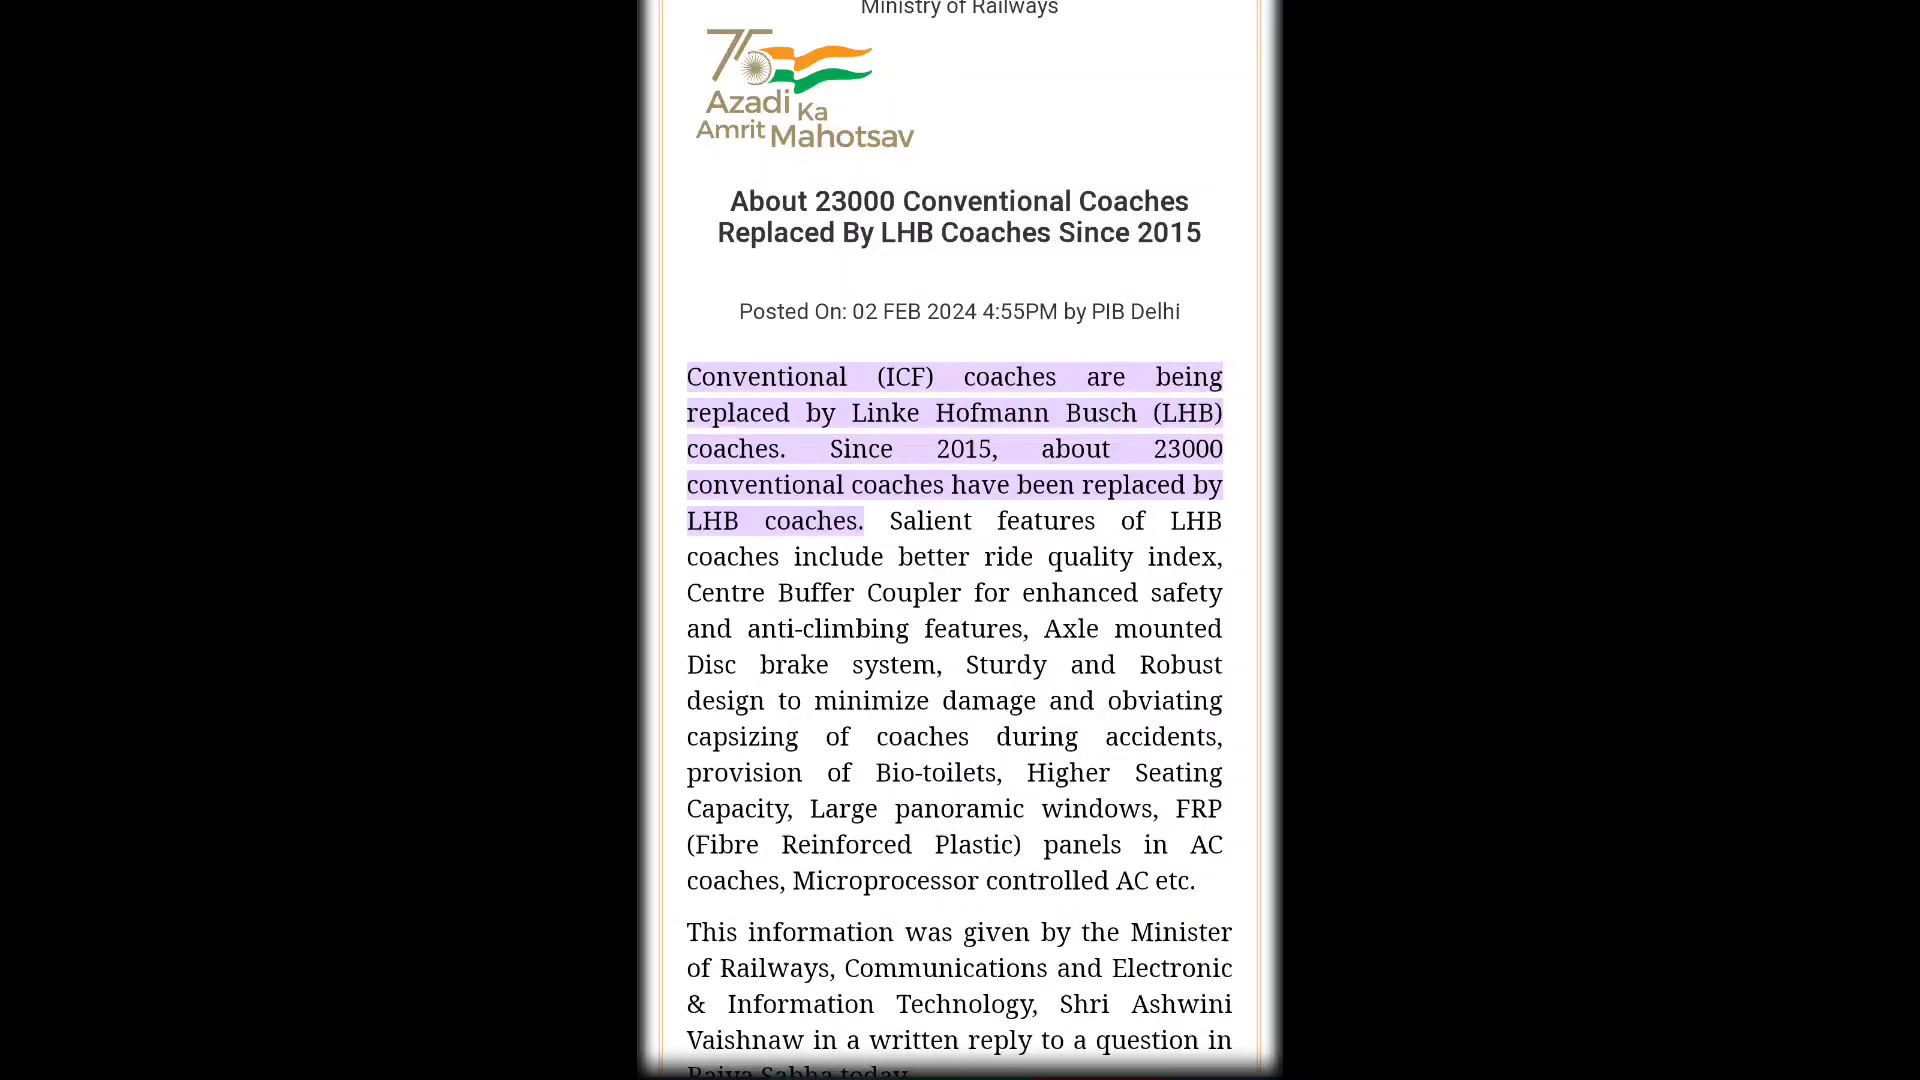 Ministry of Railways
75
Azadi Ka
Amrit Mahotsav
About 23000 Conventional Coaches
Replaced By LHB Coaches Since 2015
Posted On: 02 FEB 2024 4:55PM by PIB Delhi
Conventional (ICF) coaches are being
replaced by Linke Hofmann Busch (LHB)
coaches. Since 2015, about 23000
conventional coaches have been replaced by
LHB coaches. Salient features of LHB
coaches include better ride quality index,
Centre Buffer Coupler for enhanced safety
and anti-climbing features, Axle mounted
Disc brake system, Sturdy and Robust
design to minimize damage and obviating
capsizing of coaches during accidents,
provision of Bio-toilets, Higher Seating
Capacity, Large panoramic windows, FRP
(Fibre Reinforced Plastic) panels in AC
coaches, Microprocessor controlled AC etc.
This information was given by the Minister
of Railways, Communications and Electronic
& Information Technology, Shri Ashwini
Vaishnaw in a written reply to a question in
Rajya Sabha today.